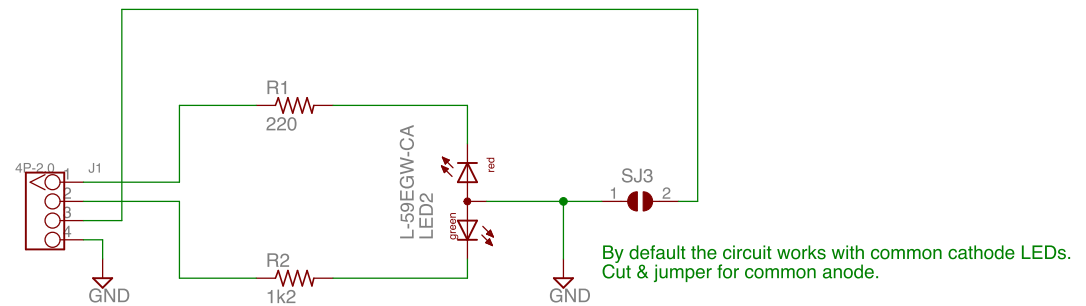 R1
220
4P-2.0
J1
1
2
3
4
L-59EGW-CA
LED2
red
green
SJ3
1
2
R2
1k2
GND
GND
By default the circuit works with common cathode LEDs.
Cut & jumper for common anode.